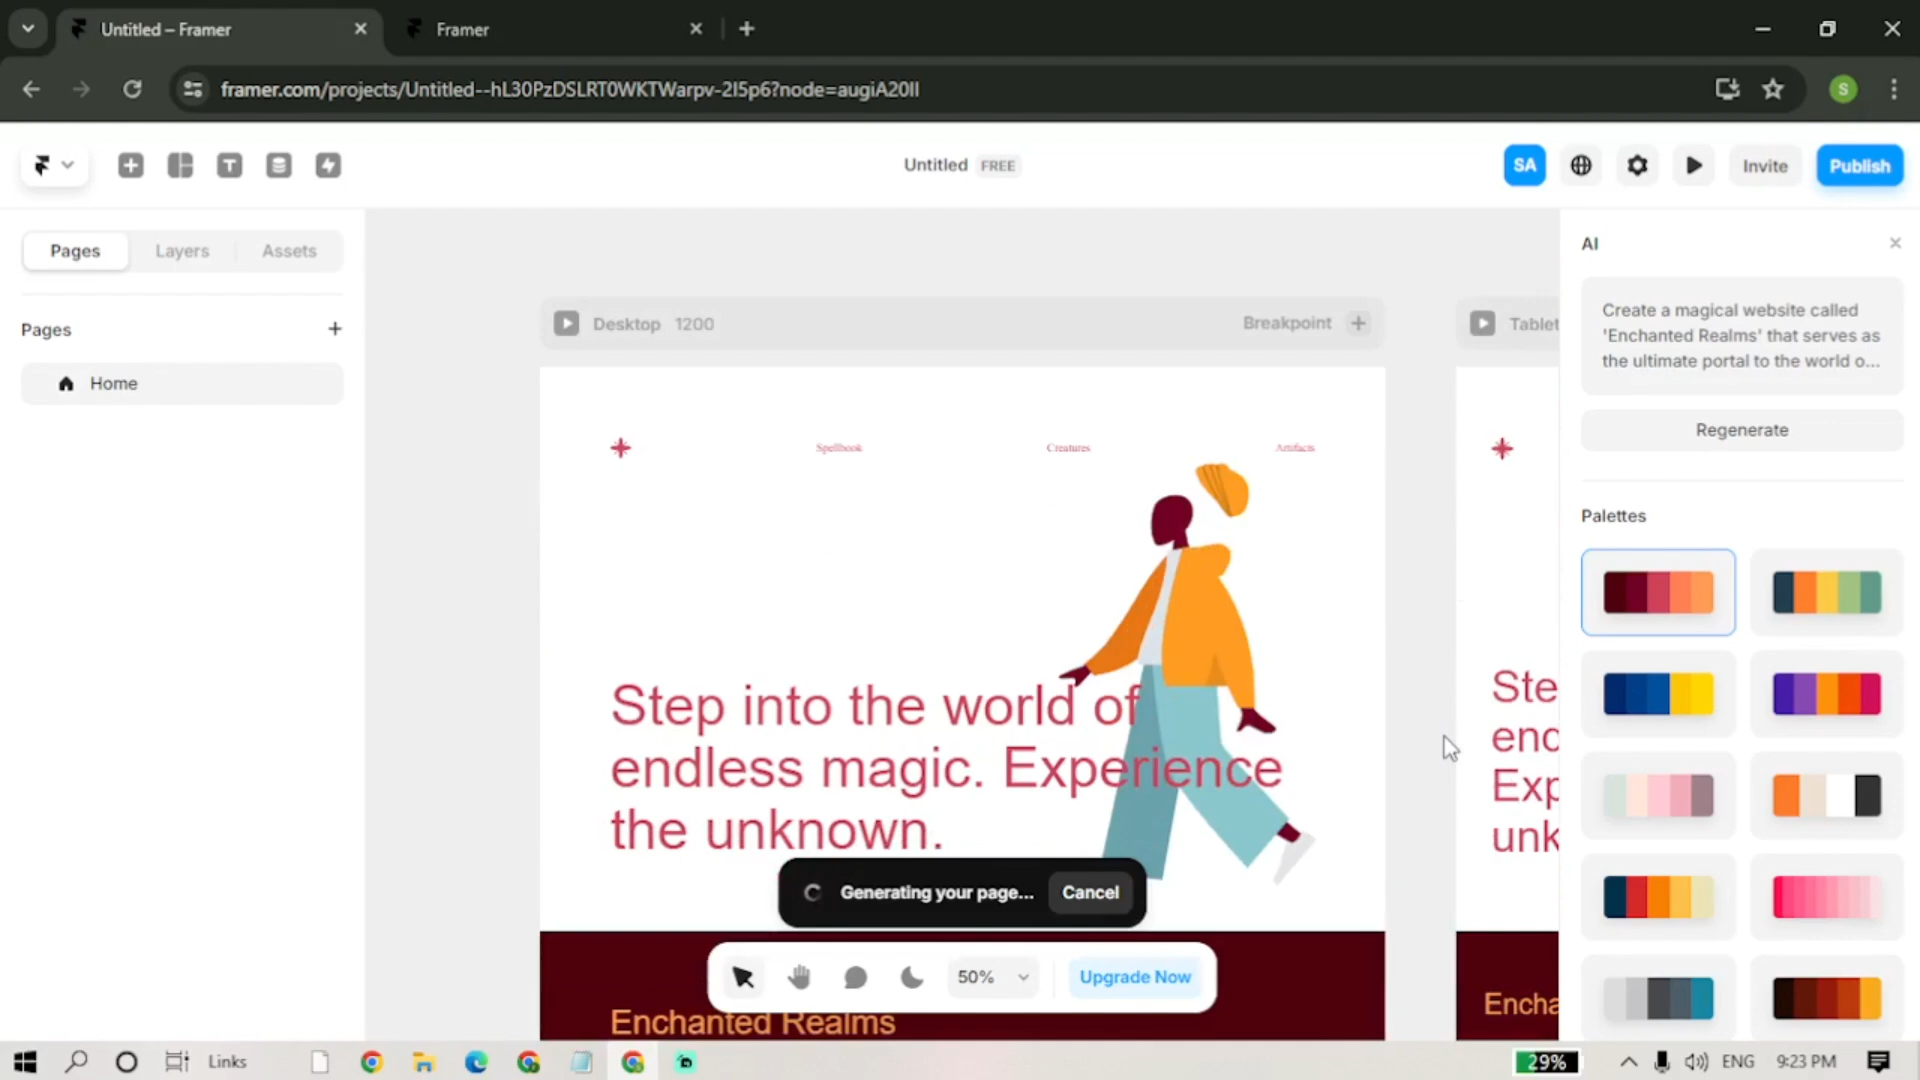 Untitled – Framer
Framer
framer.com/projects/Untitled--hL30PzDSLRT0WKTWarpv-2I5p6?node=augiA20Il
S
Untitled FREE
SA
Invite
Publish
Pages
Layers
Assets
Pages
Home
Desktop 1200
Breakpoint
Tablet
Spellbook
Creatures
Artifacts
Step into the world of
endless magic. Experience
the unknown.
Ste
end
Exp
unk
Generating your page...
Cancel
50%
Upgrade Now
Enchanted Realms
Encha
AI
Create a magical website called
'Enchanted Realms' that serves as
the ultimate portal to the world o...
Regenerate
Palettes
Links
29%
ENG
9:23 PM